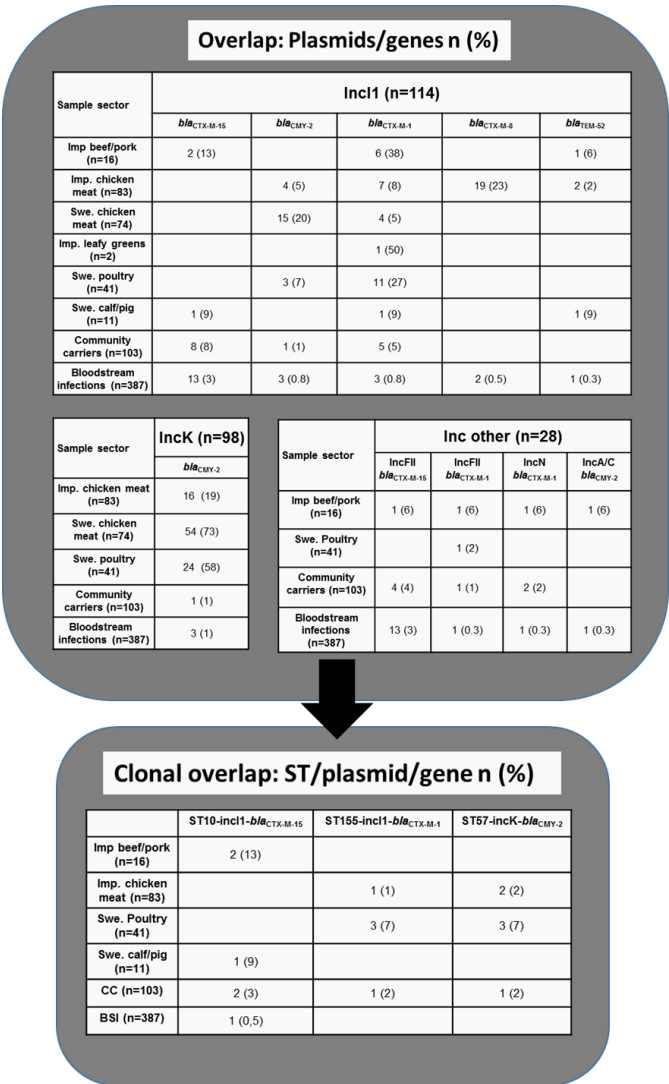 Overlap: Plasmids/genes n (%)
Sample sector IncI1 (n=114)
blaCTX-M-15 blaCMY-2 blaCTX-M-1 blaCTX-M-8 blaTEM-52
Imp beef/pork (n=16) 2 (13) 6 (38) 1 (6)
Imp. chicken meat (n=83) 4 (5) 7 (8) 19 (23) 2 (2)
Swe. chicken meat (n=74) 15 (20) 4 (5)
Imp. leafy greens (n=2) 1 (50)
Swe. poultry (n=41) 3 (7) 11 (27)
Swe. calf/pig (n=11) 1 (9) 1 (9) 1 (9)
Community carriers (n=103) 8 (8) 1 (1) 5 (5)
Bloodstream infections (n=387) 13 (3) 3 (0.8) 3 (0.8) 2 (0.5) 1 (0.3)
Sample sector IncK (n=98)
blaCMY-2
Imp. chicken meat (n=83) 16 (19)
Swe. chicken meat (n=74) 54 (73)
Swe. poultry (n=41) 24 (58)
Community carriers (n=103) 1 (1)
Bloodstream infections (n=387) 3 (1)
Sample sector Inc other (n=28)
IncFII blaCTX-M-15 IncFII blaCTX-M-1 IncN blaCTX-M-1 IncA/C blaCMY-2
Imp beef/pork (n=16) 1 (6) 1 (6) 1 (6) 1 (6)
Swe. Poultry (n=41) 1 (2)
Community carriers (n=103) 4 (4) 1 (1) 2 (2)
Bloodstream infections (n=387) 13 (3) 1 (0.3) 1 (0.3) 1 (0.3)
Clonal overlap: ST/plasmid/gene n (%)
ST10-incI1-blaCTX-M-15 ST155-incI1-blaCTX-M-1 ST57-incK-blaCMY-2
Imp beef/pork (n=16) 2 (13)
Imp. chicken meat (n=83) 1 (1) 2 (2)
Swe. Poultry (n=41) 3 (7) 3 (7)
Swe. calf/pig (n=11) 1 (9)
CC (n=103) 2 (3) 1 (2) 1 (2)
BSI (n=387) 1 (0,5)